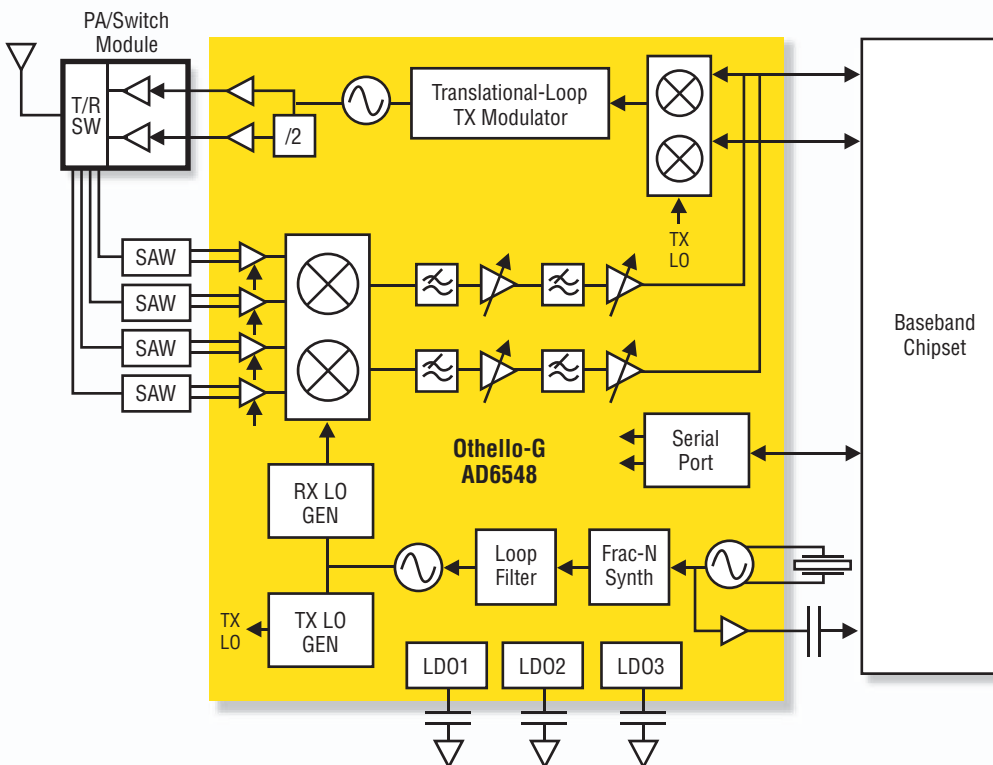 PA/Switch
Module
T/R
SW
/2
Translational-Loop
TX Modulator
TX
LO
SAW
SAW
SAW
SAW
Baseband
Chipset
Othello-G
AD6548
Serial
Port
RX LO
GEN
Loop
Filter
Frac-N
Synth
TX
LO
TX LO
GEN
LDO1
LDO2
LDO3